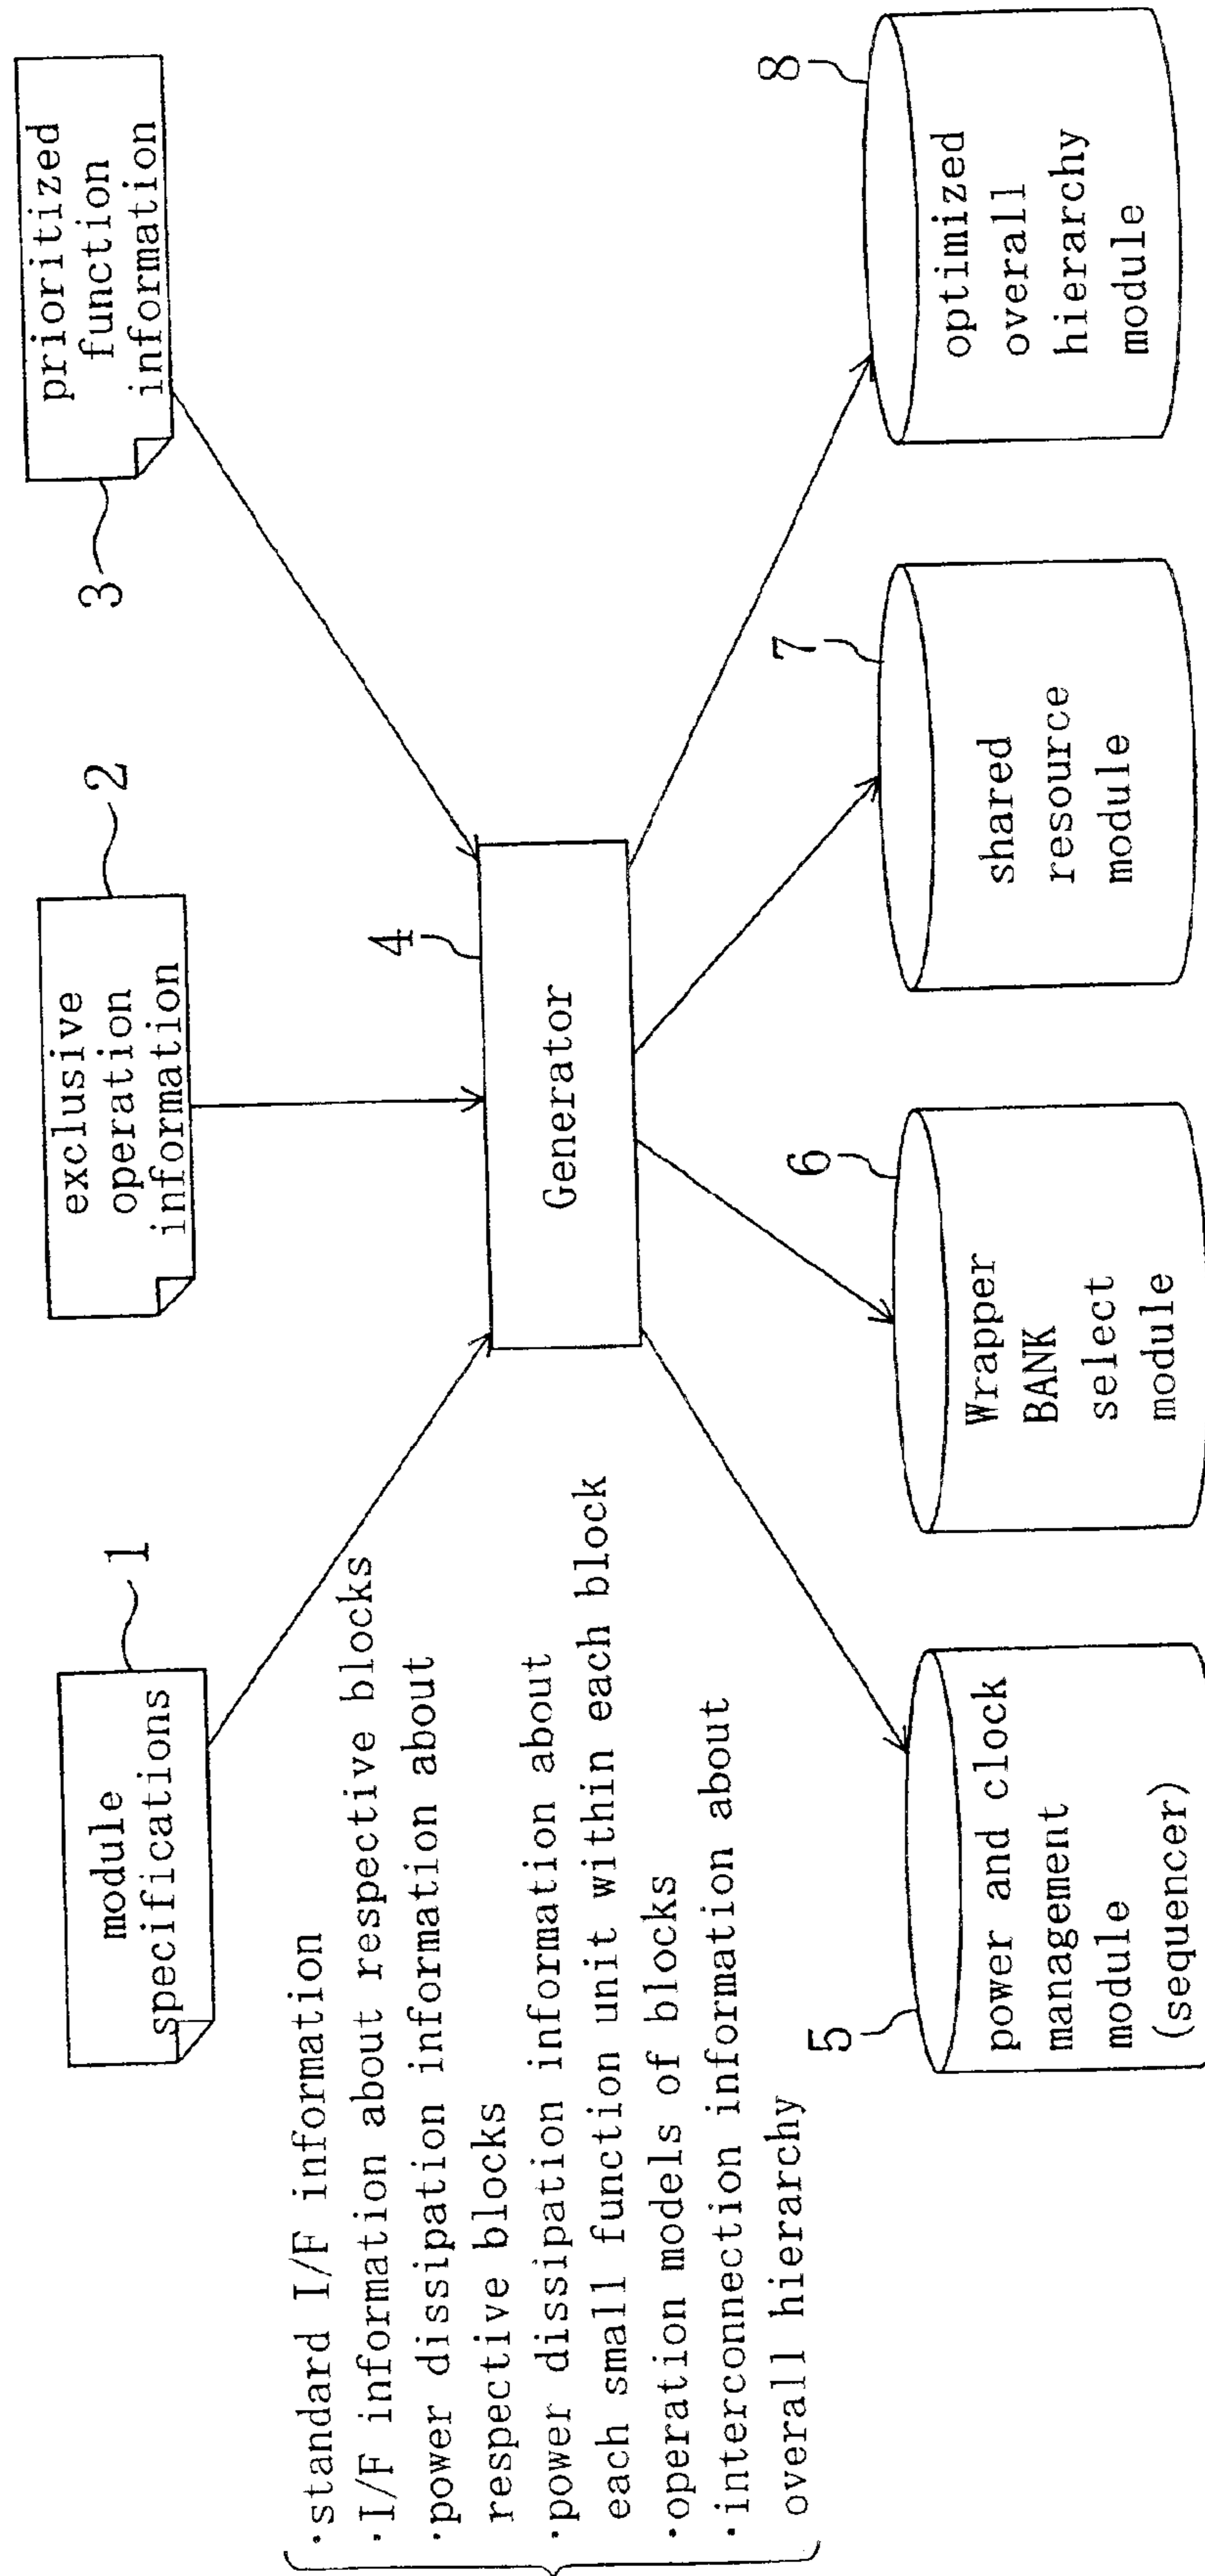 1
module
specifications
2
exclusive
operation
information
3
prioritized
function
information
·standard I/F information
·I/F information about respective blocks
·power dissipation information about
respective blocks
·power dissipation information about
each small function unit within each block
·operation models of blocks
·interconnection information about
overall hierarchy
4
Generator
5
power and clock
management
module
(sequencer)
6
Wrapper
BANK
select
module
7
shared
resource
module
8
optimized
overall
hierarchy
module